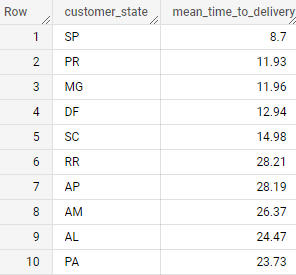 Row customer_state mean_time_to_delivery
1 SP 8.7
2 PR 11.93
3 MG 11.96
4 DF 12.94
5 SC 14.98
6 RR 28.21
7 AP 28.19
8 AM 26.37
9 AL 24.47
10 PA 23.73